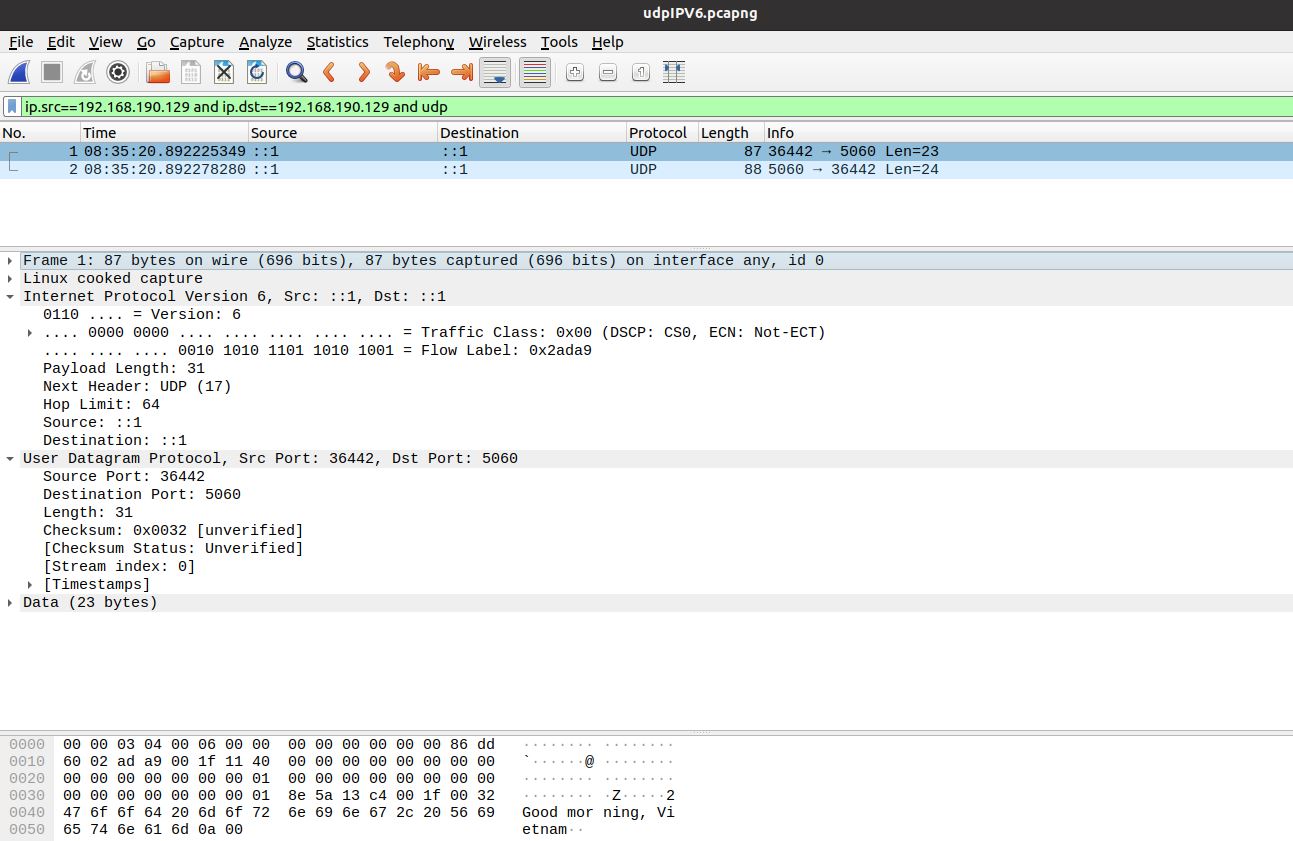 udpIPV6.pcapng
File Edit View Go Capture Analyze Statistics Telephony Wireless Tools Help
ip.src==192.168.190.129 and ip.dst==192.168.190.129 and udp
No. Time Source Destination Protocol Length Info
1 08:35:20.892225349 ::1 ::1 UDP 87 36442 → 5060 Len=23
2 08:35:20.892278280 ::1 ::1 UDP 88 5060 → 36442 Len=24
Frame 1: 87 bytes on wire (696 bits), 87 bytes captured (696 bits) on interface any, id 0
Linux cooked capture
Internet Protocol Version 6, Src: ::1, Dst: ::1
0110 .... = Version: 6
.... 0000 0000 .... .... .... .... .... = Traffic Class: 0x00 (DSCP: CS0, ECN: Not-ECT)
.... .... .... 0010 1010 1101 1010 1001 = Flow Label: 0x2ada9
Payload Length: 31
Next Header: UDP (17)
Hop Limit: 64
Source: ::1
Destination: ::1
User Datagram Protocol, Src Port: 36442, Dst Port: 5060
Source Port: 36442
Destination Port: 5060
Length: 31
Checksum: 0x0032 [unverified]
[Checksum Status: Unverified]
[Stream index: 0]
[Timestamps]
Data (23 bytes)
0000 00 00 03 04 00 06 00 00 00 00 00 00 00 00 86 dd ········ ········
0010 60 02 ad a9 00 1f 11 40 00 00 00 00 00 00 00 00 `······@ ········
0020 00 00 00 00 00 00 00 01 00 00 00 00 00 00 00 00 ········ ········
0030 00 00 00 00 00 00 00 01 8e 5a 13 c4 00 1f 00 32 ········ ·Z·····2
0040 47 6f 6f 64 20 6d 6f 72 6e 69 6e 67 2c 20 56 69 Good mor ning, Vi
0050 65 74 6e 61 6d 0a 00 etnam··